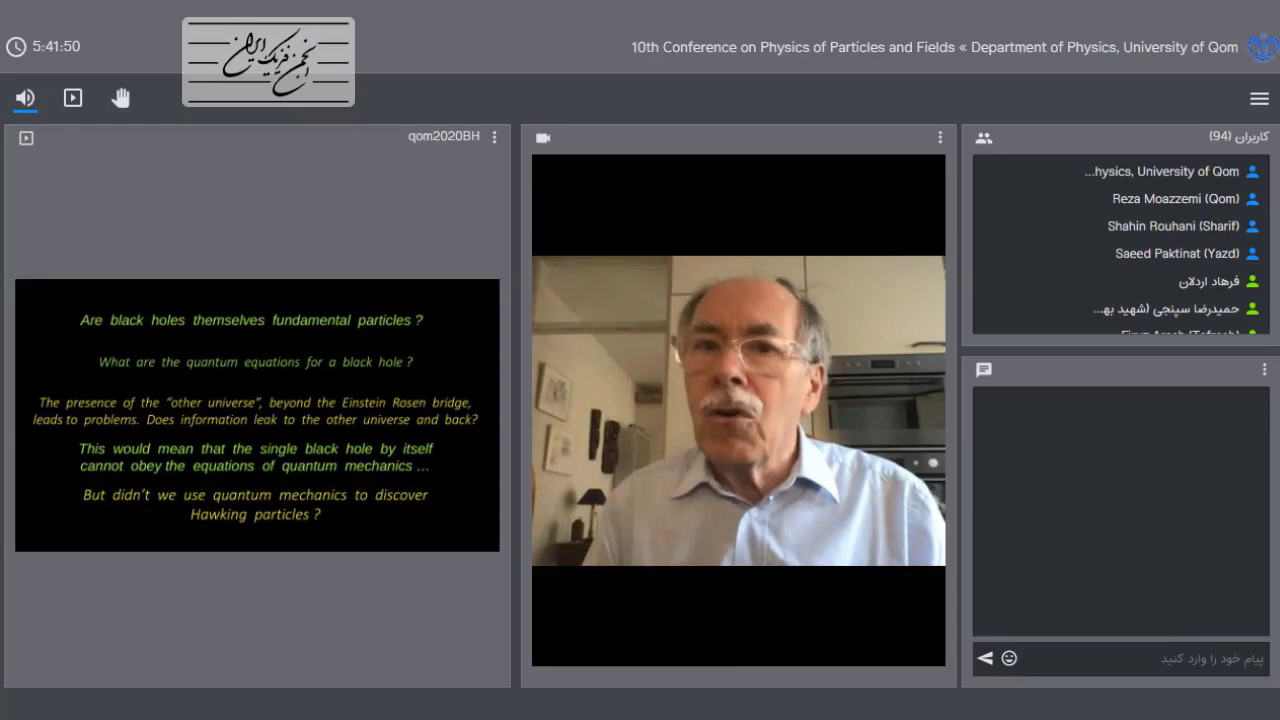 5:41:50
انجمن فیزیک ایران
10th Conference on Physics of Particles and Fields « Department of Physics, University of Qom
qom2020BH
کاربران (94)
Are black holes themselves fundamental particles ?
What are the quantum equations for a black hole ?
The presence of the “other universe”, beyond the Einstein Rosen bridge,
leads to problems. Does information leak to the other universe and back?
This would mean that the single black hole by itself
cannot obey the equations of quantum mechanics ...
But didn’t we use quantum mechanics to discover
Hawking particles ?
...hysics, University of Qom
Reza Moazzemi (Qom)
Shahin Rouhani (Sharif)
Saeed Paktinat (Yazd)
فرهاد اردلان
حمیدرضا سپنجی (شهید به...
پیام خود را وارد کنید